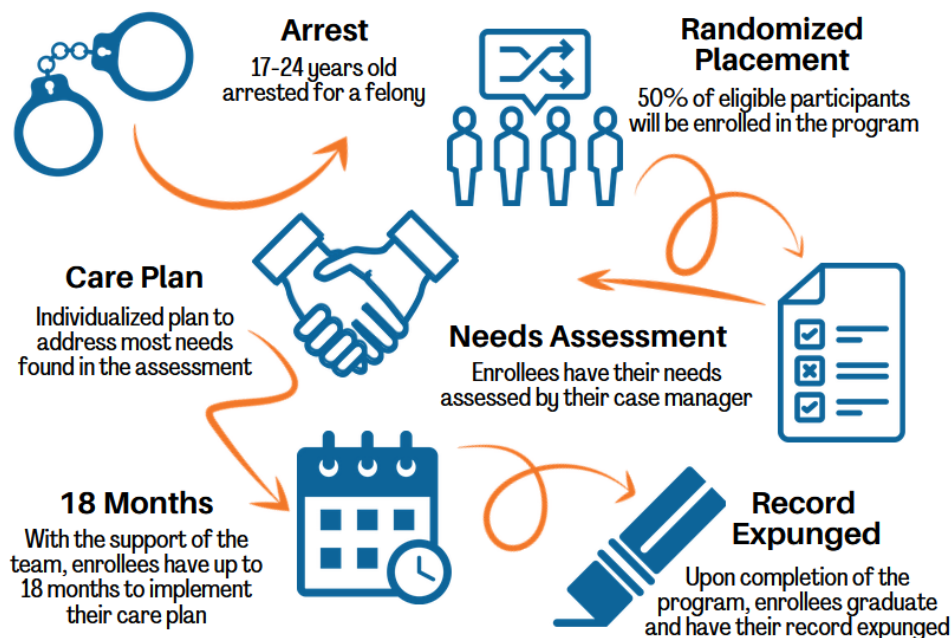 Arrest
17-24 years old
arrested for a felony
Randomized
Placement
50% of eligible participants
will be enrolled in the program
Needs Assessment
Enrollees have their needs
assessed by their case manager
Care Plan
Individualized plan to
address most needs
found in the assessment
18 Months
With the support of the
team, enrollees have up to
18 months to implement
their care plan
Record
Expunged
Upon completion of the
program, enrollees graduate
and have their record expunged